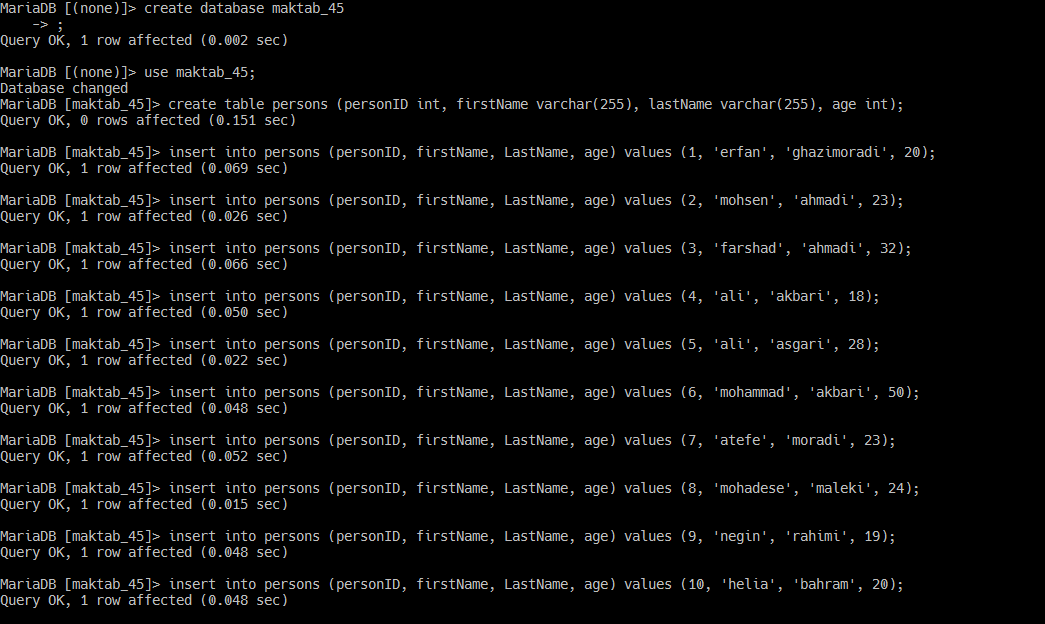 MariaDB [(none)]> create database maktab_45
    -> ;
Query OK, 1 row affected (0.002 sec)
MariaDB [(none)]> use maktab_45;
Database changed
MariaDB [maktab_45]> create table persons (personID int, firstName varchar(255), lastName varchar(255), age int);
Query OK, 0 rows affected (0.151 sec)
MariaDB [maktab_45]> insert into persons (personID, firstName, LastName, age) values (1, 'erfan', 'ghazimoradi', 20);
Query OK, 1 row affected (0.069 sec)
MariaDB [maktab_45]> insert into persons (personID, firstName, LastName, age) values (2, 'mohsen', 'ahmadi', 23);
Query OK, 1 row affected (0.026 sec)
MariaDB [maktab_45]> insert into persons (personID, firstName, LastName, age) values (3, 'farshad', 'ahmadi', 32);
Query OK, 1 row affected (0.066 sec)
MariaDB [maktab_45]> insert into persons (personID, firstName, LastName, age) values (4, 'ali', 'akbari', 18);
Query OK, 1 row affected (0.050 sec)
MariaDB [maktab_45]> insert into persons (personID, firstName, LastName, age) values (5, 'ali', 'asgari', 28);
Query OK, 1 row affected (0.022 sec)
MariaDB [maktab_45]> insert into persons (personID, firstName, LastName, age) values (6, 'mohammad', 'akbari', 50);
Query OK, 1 row affected (0.048 sec)
MariaDB [maktab_45]> insert into persons (personID, firstName, LastName, age) values (7, 'atefe', 'moradi', 23);
Query OK, 1 row affected (0.052 sec)
MariaDB [maktab_45]> insert into persons (personID, firstName, LastName, age) values (8, 'mohadese', 'maleki', 24);
Query OK, 1 row affected (0.015 sec)
MariaDB [maktab_45]> insert into persons (personID, firstName, LastName, age) values (9, 'negin', 'rahimi', 19);
Query OK, 1 row affected (0.048 sec)
MariaDB [maktab_45]> insert into persons (personID, firstName, LastName, age) values (10, 'helia', 'bahram', 20);
Query OK, 1 row affected (0.048 sec)